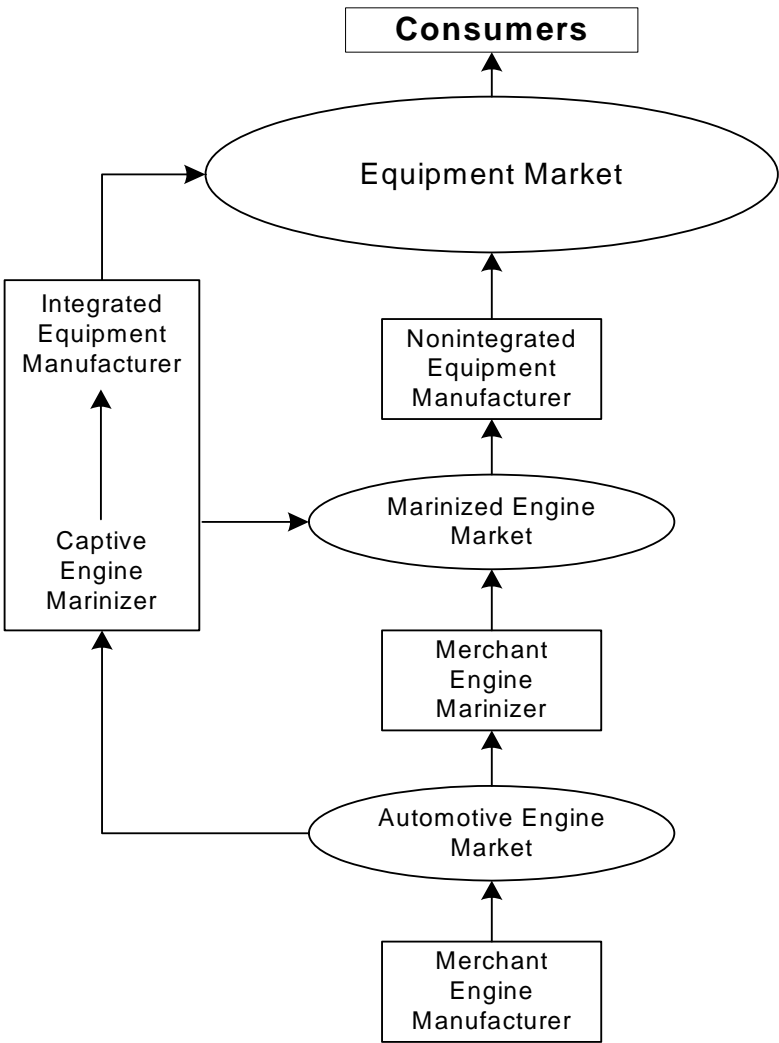 Consumers
Equipment Market
Integrated
Equipment
Manufacturer
Nonintegrated
Equipment
Manufacturer
Marinized Engine
Market
Captive
Engine
Marinizer
Merchant
Engine
Marinizer
Automotive Engine
Market
Merchant
Engine
Manufacturer